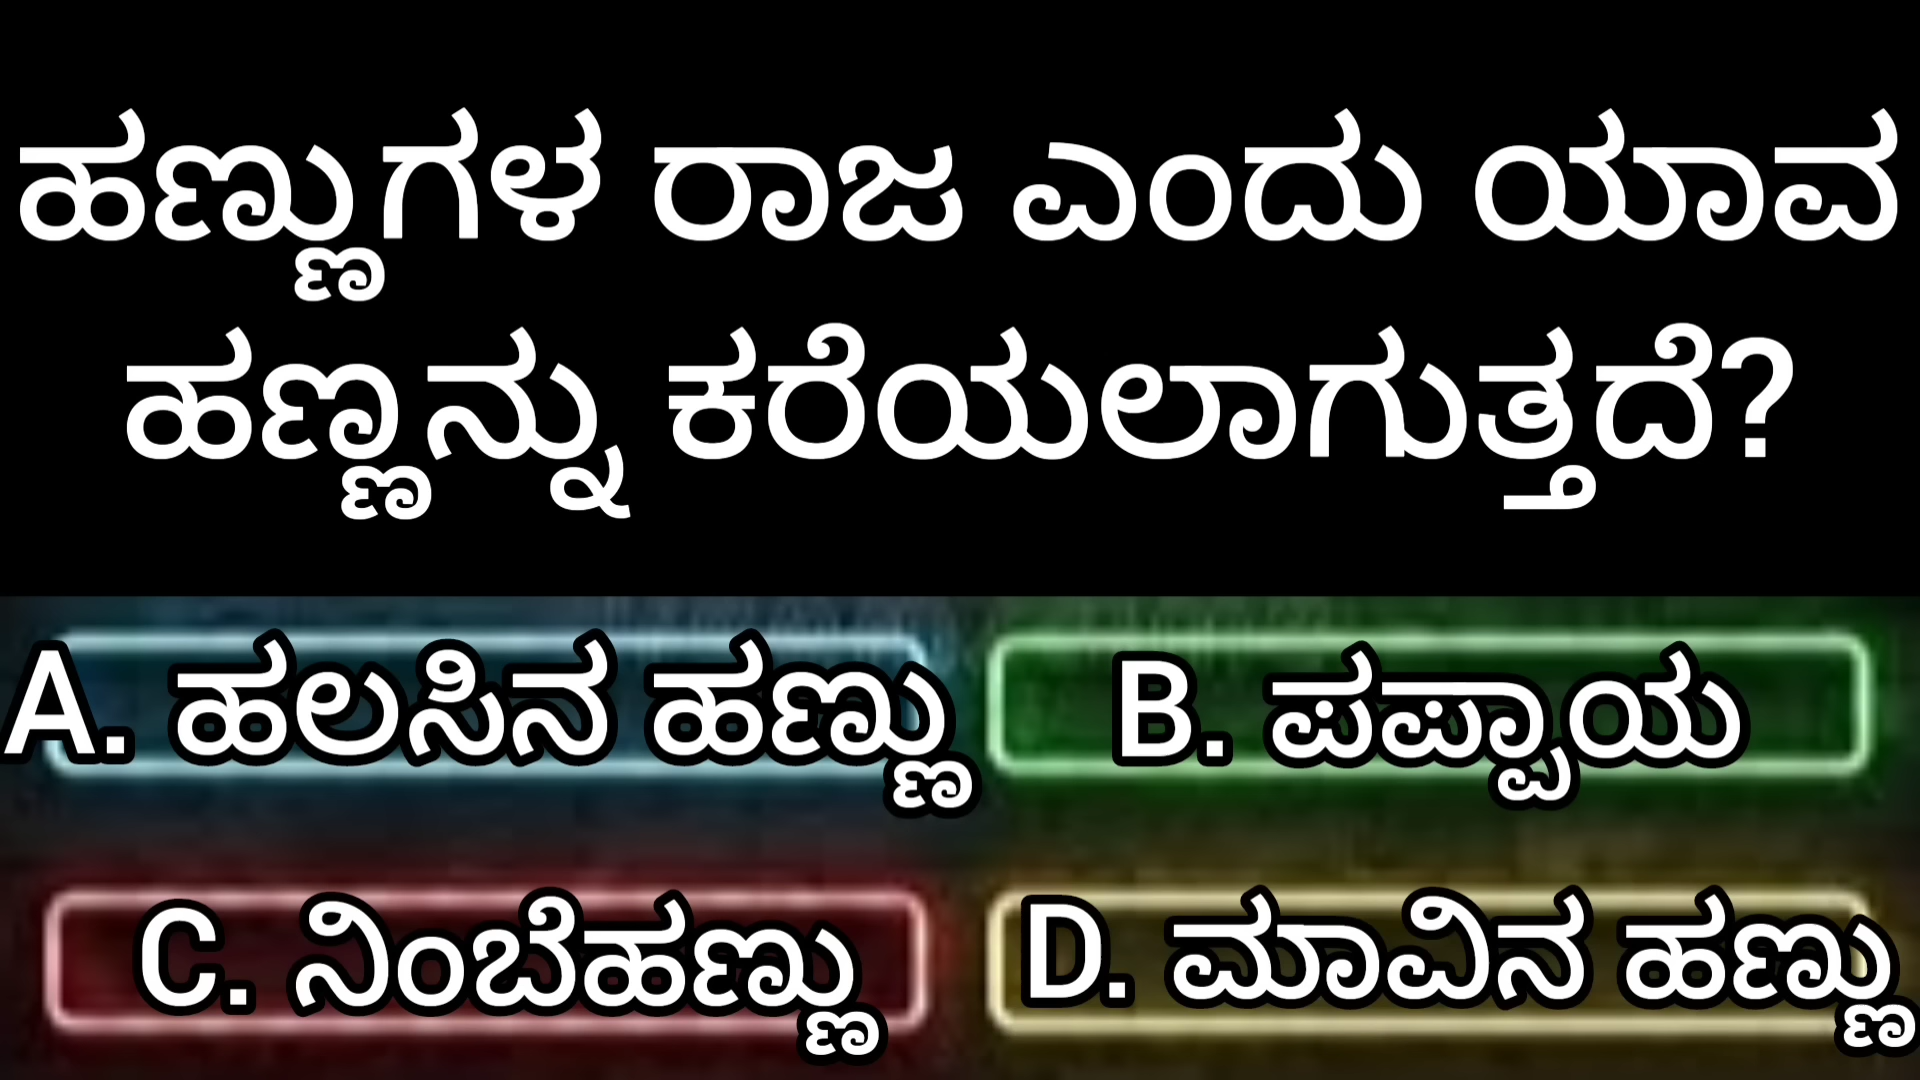 ಹಣ್ಣುಗಳ ರಾಜ ಎಂದು ಯಾವ
ಹಣ್ಣನ್ನು ಕರೆಯಲಾಗುತ್ತದೆ?
A. ಹಲಸಿನ ಹಣ್ಣು
B. ಪಪ್ಪಾಯ
C. ನಿಂಬೆಹಣ್ಣು
D. ಮಾವಿನ ಹಣ್ಣು